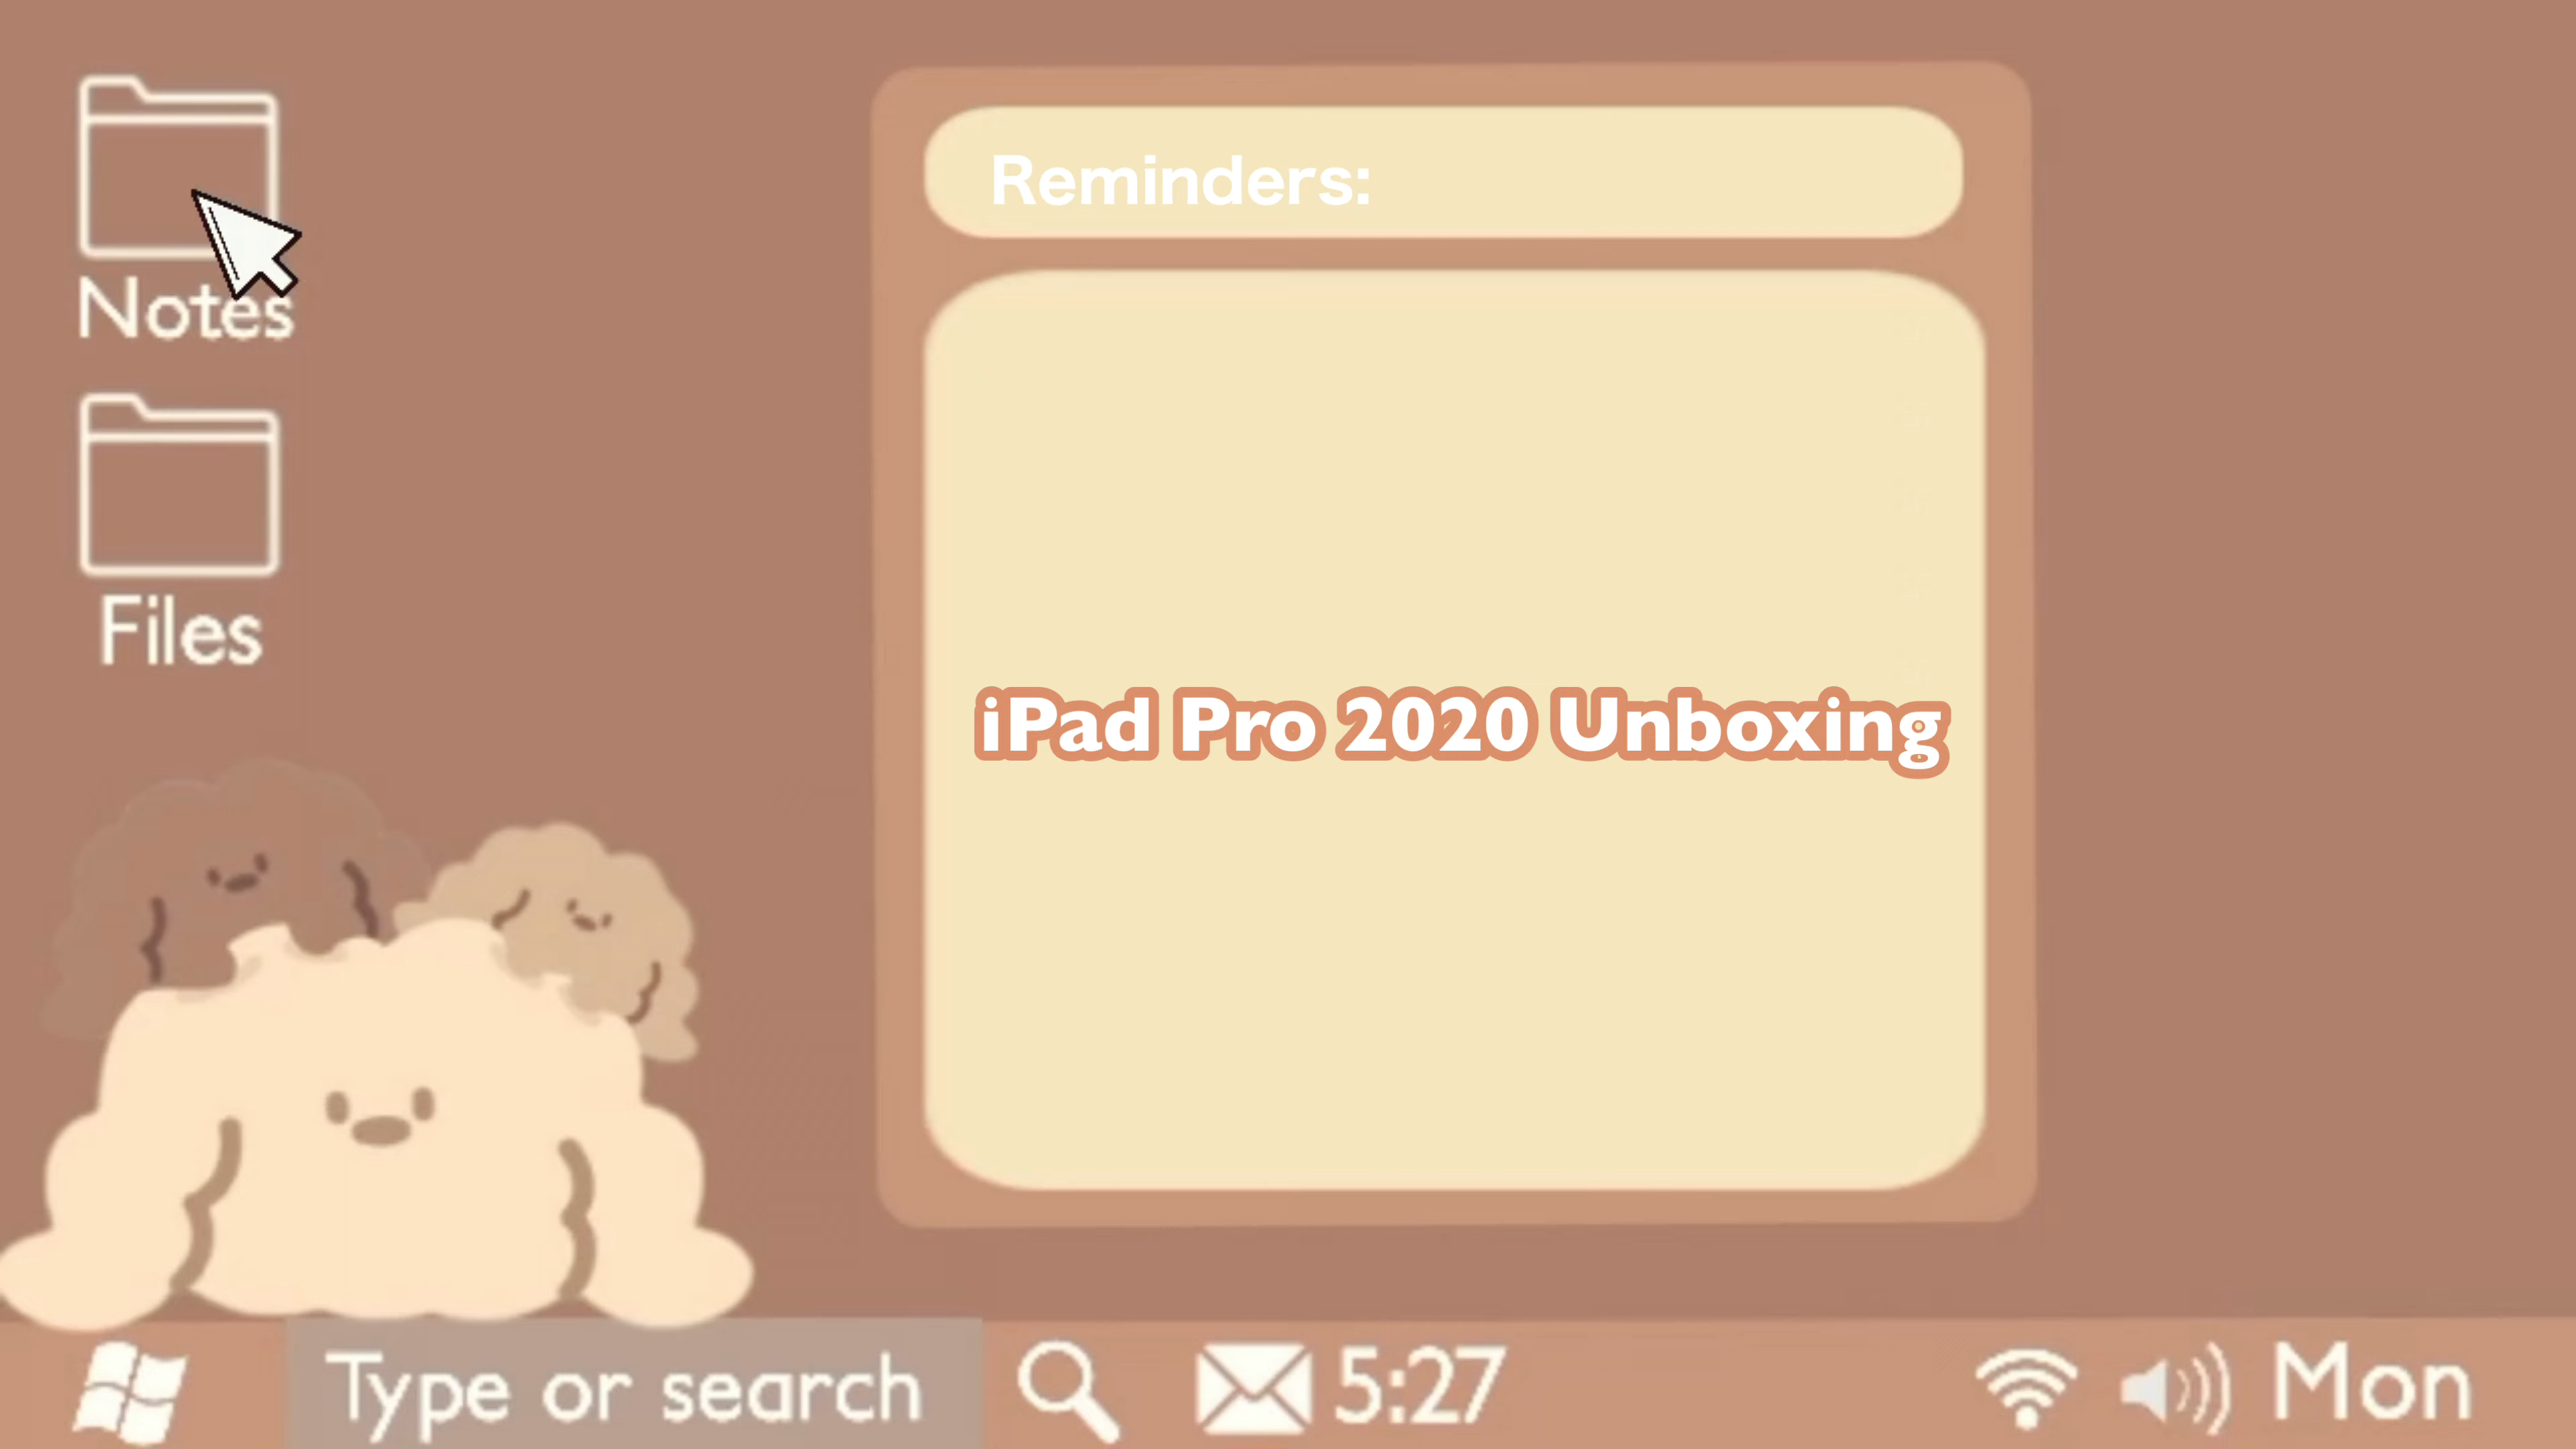 Reminders:
Notes
Files
iPad Pro 2020 Unboxing
Type or search
5:27
Mon